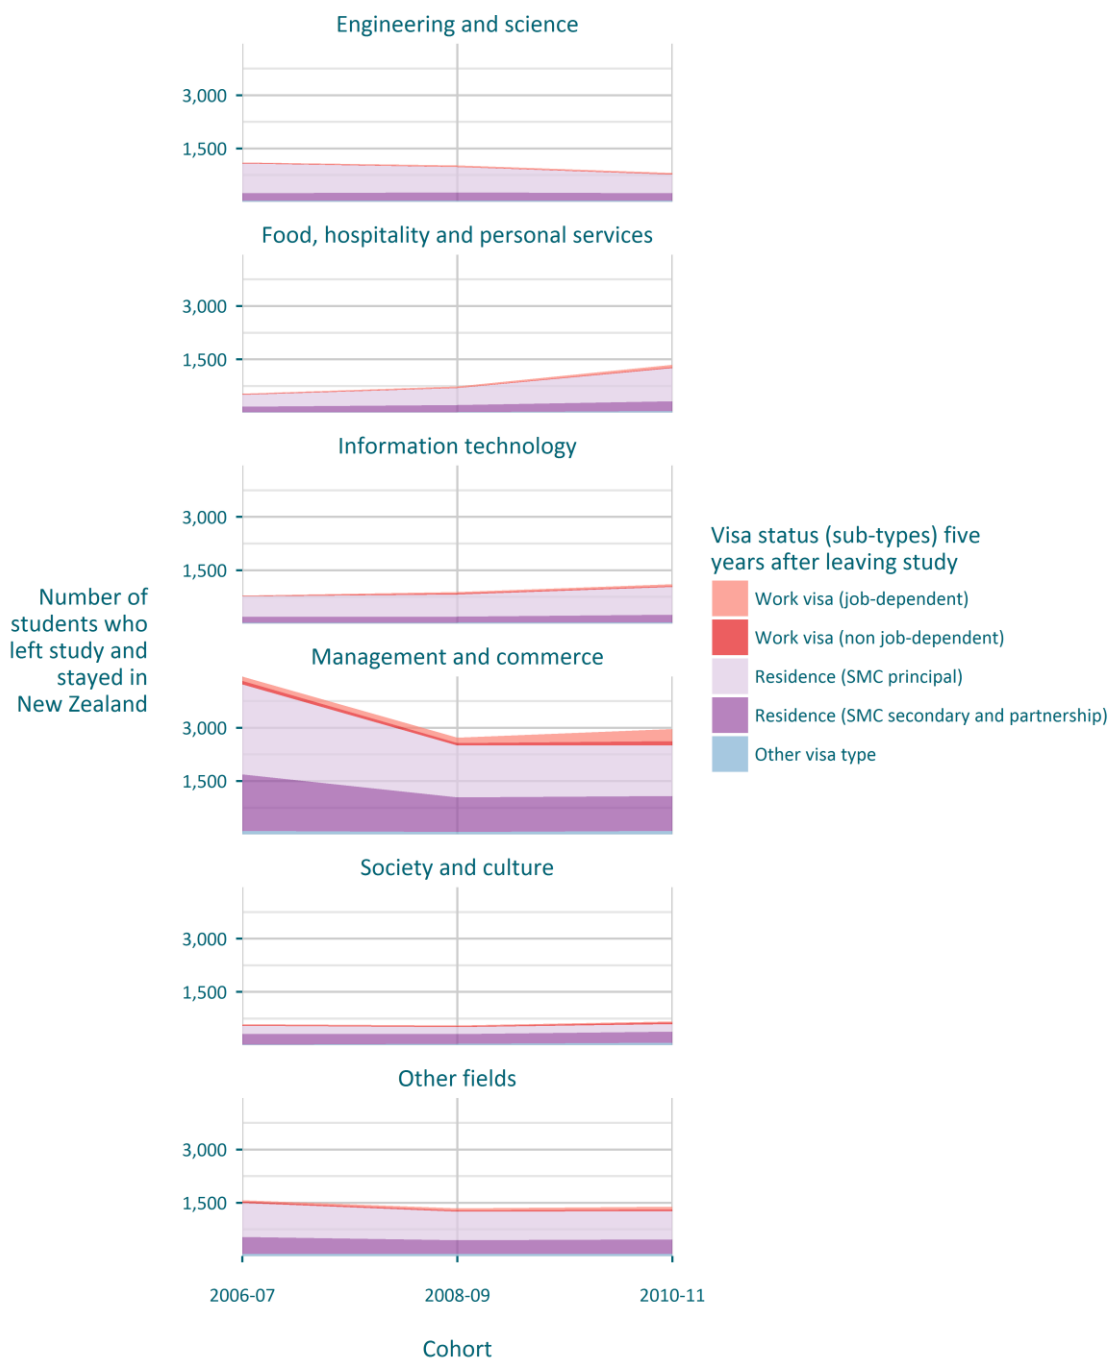 Engineering and science
3,000
1,500
Food, hospitality and personal services
3,000
1,500
Information technology
3,000
1,500
Number of
students who
left study and
stayed in
New Zealand
Management and commerce
3,000
1,500
Society and culture
3,000
1,500
Other fields
3,000
1,500
2006-07
2008-09
2010-11
Cohort
Visa status (sub-types) five
years after leaving study
Work visa (job-dependent)
Work visa (non job-dependent)
Residence (SMC principal)
Residence (SMC secondary and partnership)
Other visa type